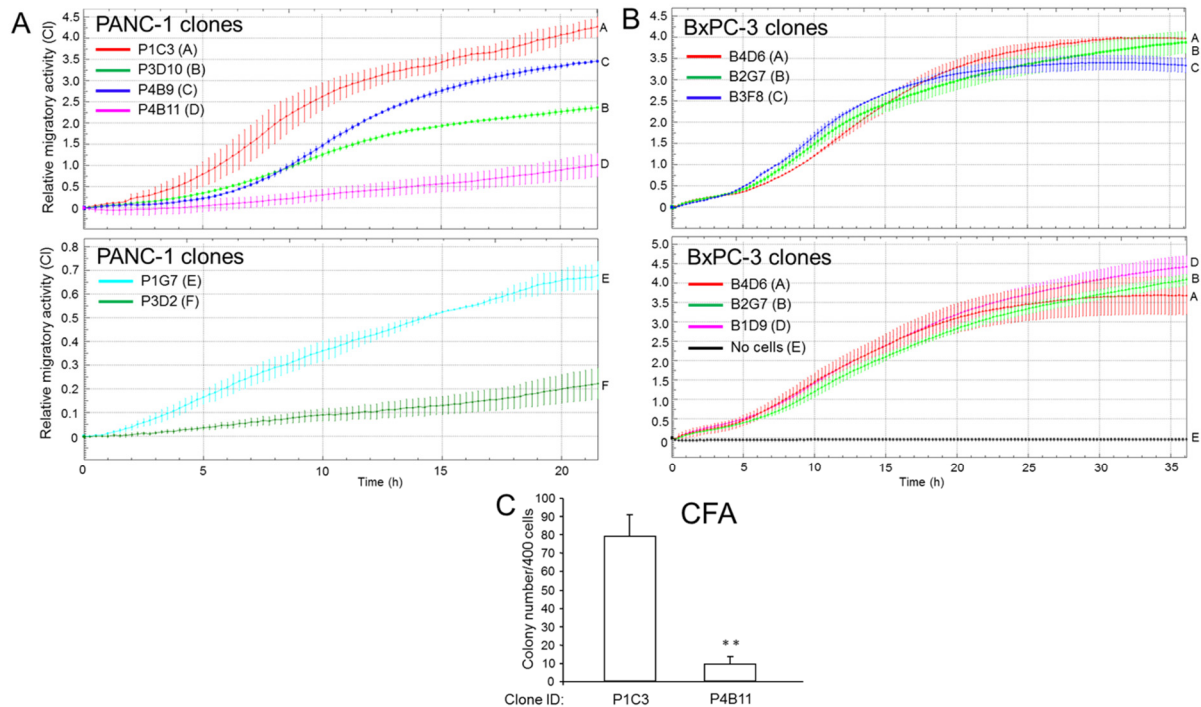 A
PANC-1 clones
P1C3 (A)
P3D10 (B)
P4B9 (C)
P4B11 (D)
Relative migratory activity (CI)
4.5
4.0
3.5
3.0
2.5
2.0
1.5
1.0
0.5
0
A
C
B
D
PANC-1 clones
P1G7 (E)
P3D2 (F)
Relative migratory activity (CI)
0.8
0.7
0.6
0.5
0.4
0.3
0.2
0.1
0
E
F
0 5 10 15 20
Time (h)
B
BxPC-3 clones
B4D6 (A)
B2G7 (B)
B3F8 (C)
4.5
4.0
3.5
3.0
2.5
2.0
1.5
1.0
0.5
0
A
B
C
BxPC-3 clones
B4D6 (A)
B2G7 (B)
B1D9 (D)
No cells (E)
5.0
4.5
4.0
3.5
3.0
2.5
2.0
1.5
1.0
0.5
0
D
B
A
E
0 5 10 15 20 25 30 35
Time (h)
C
CFA
Colony number/400 cells
100
90
80
70
60
50
40
30
20
10
0
**
Clone ID: P1C3 P4B11